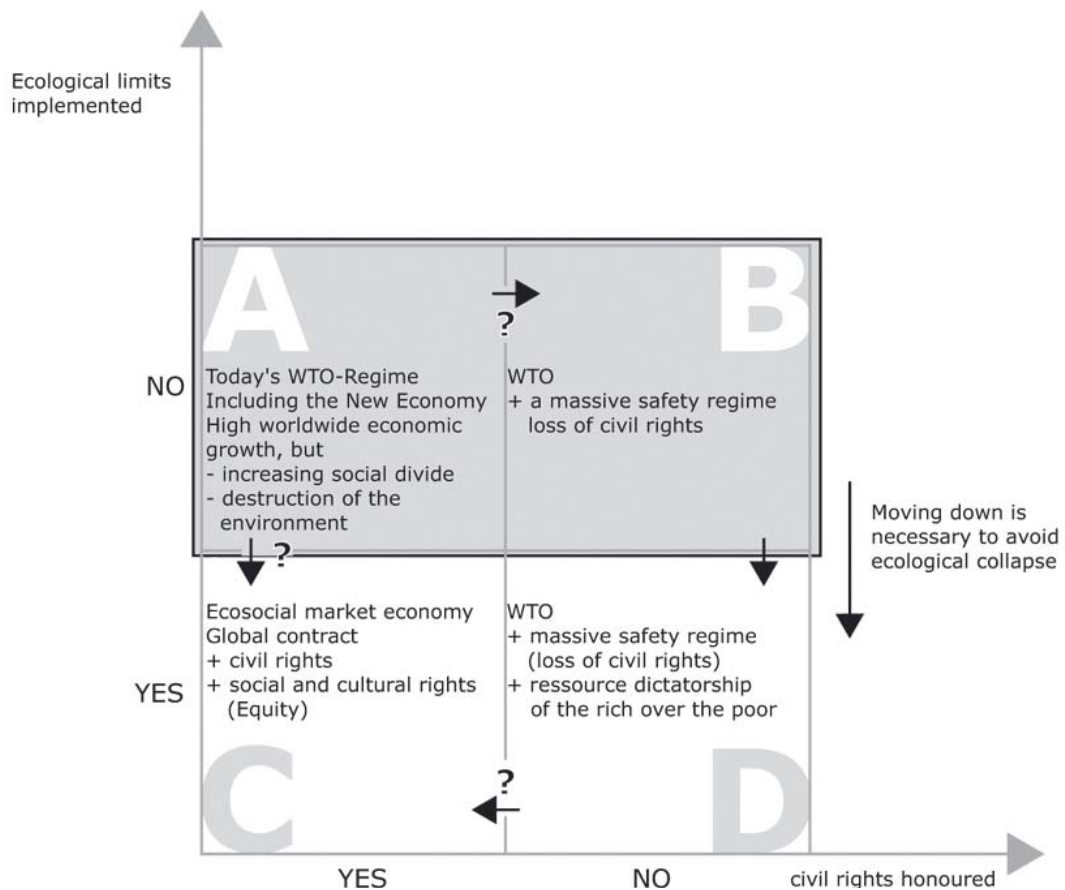 Ecological limits
implemented
A
B
?
NO
Today's WTO-Regime
Including the New Economy
High worldwide economic
growth, but
- increasing social divide
- destruction of the
environment
WTO
+ a massive safety regime
loss of civil rights
Moving down is
necessary to avoid
ecological collapse
?
YES
Ecosocial market economy
Global contract
+ civil rights
+ social and cultural rights
(Equity)
WTO
+ massive safety regime
(loss of civil rights)
+ ressource dictatorship
of the rich over the poor
C
?
D
YES
NO
civil rights honoured